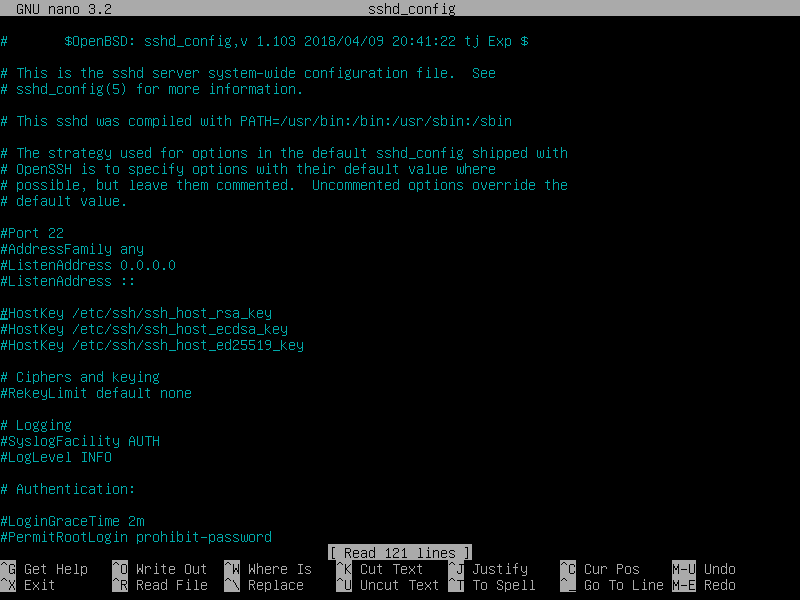 GNU nano 3.2 sshd_config
# $OpenBSD: sshd_config,v 1.103 2018/04/09 20:41:22 tj Exp $
# This is the sshd server system-wide configuration file.  See
# sshd_config(5) for more information.
# This sshd was compiled with PATH=/usr/bin:/bin:/usr/sbin:/sbin
# The strategy used for options in the default sshd_config shipped with
# OpenSSH is to specify options with their default value where
# possible, but leave them commented.  Uncommented options override the
# default value.
#Port 22
#AddressFamily any
#ListenAddress 0.0.0.0
#ListenAddress ::
#HostKey /etc/ssh/ssh_host_rsa_key
#HostKey /etc/ssh/ssh_host_ecdsa_key
#HostKey /etc/ssh/ssh_host_ed25519_key
# Ciphers and keying
#RekeyLimit default none
# Logging
#SyslogFacility AUTH
#LogLevel INFO
# Authentication:
#LoginGraceTime 2m
#PermitRootLogin prohibit-password
[ Read 121 lines ]
^G Get Help ^O Write Out ^W Where Is ^K Cut Text ^J Justify ^C Cur Pos M-U Undo
^X Exit ^R Read File ^\ Replace ^U Uncut Text ^T To Spell ^_ Go To Line M-E Redo